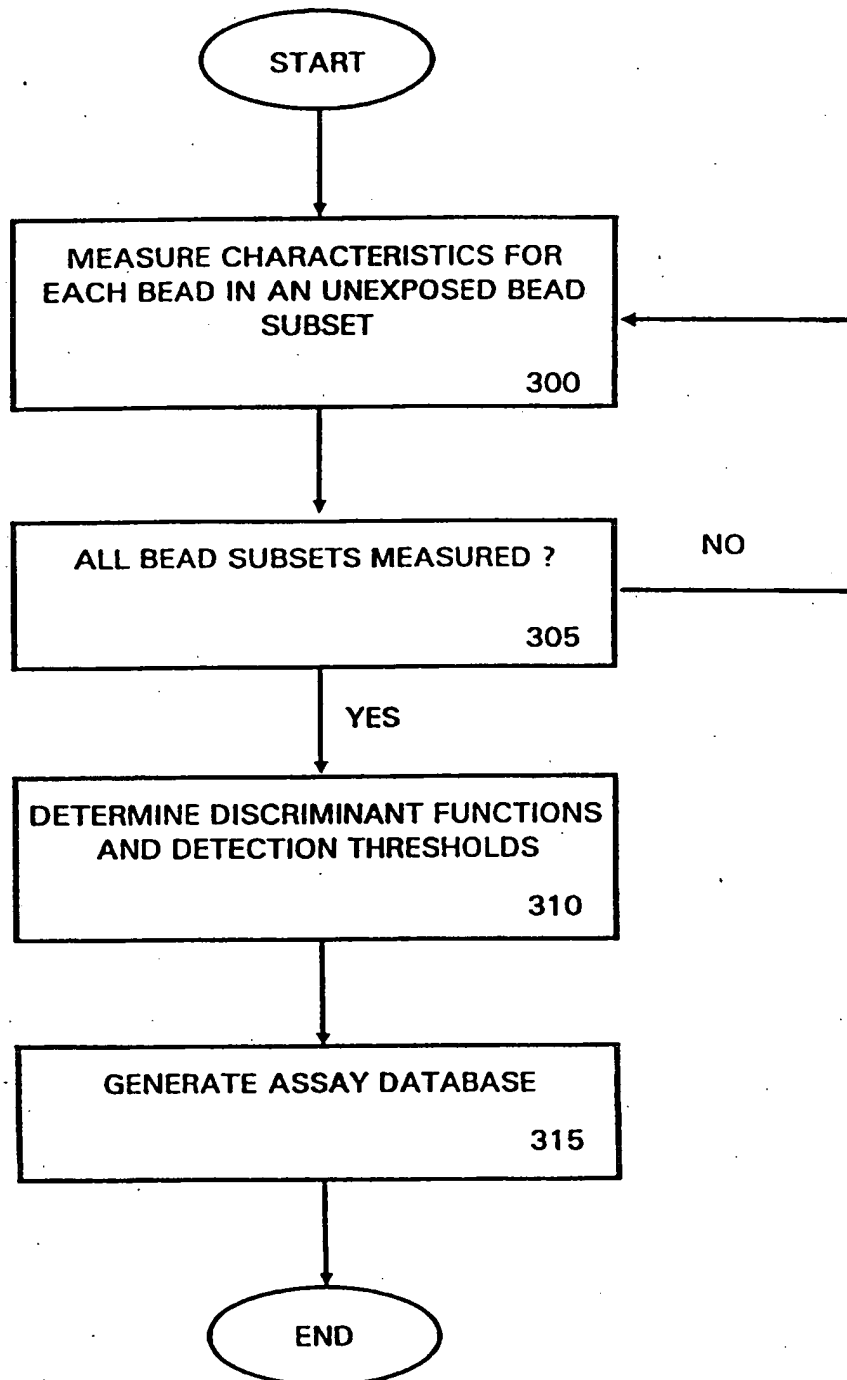 START
MEASURE CHARACTERISTICS FOR
EACH BEAD IN AN UNEXPOSED BEAD
SUBSET
300
ALL BEAD SUBSETS MEASURED ?
NO
305
YES
DETERMINE DISCRIMINANT FUNCTIONS
AND DETECTION THRESHOLDS
310
GENERATE ASSAY DATABASE
315
END